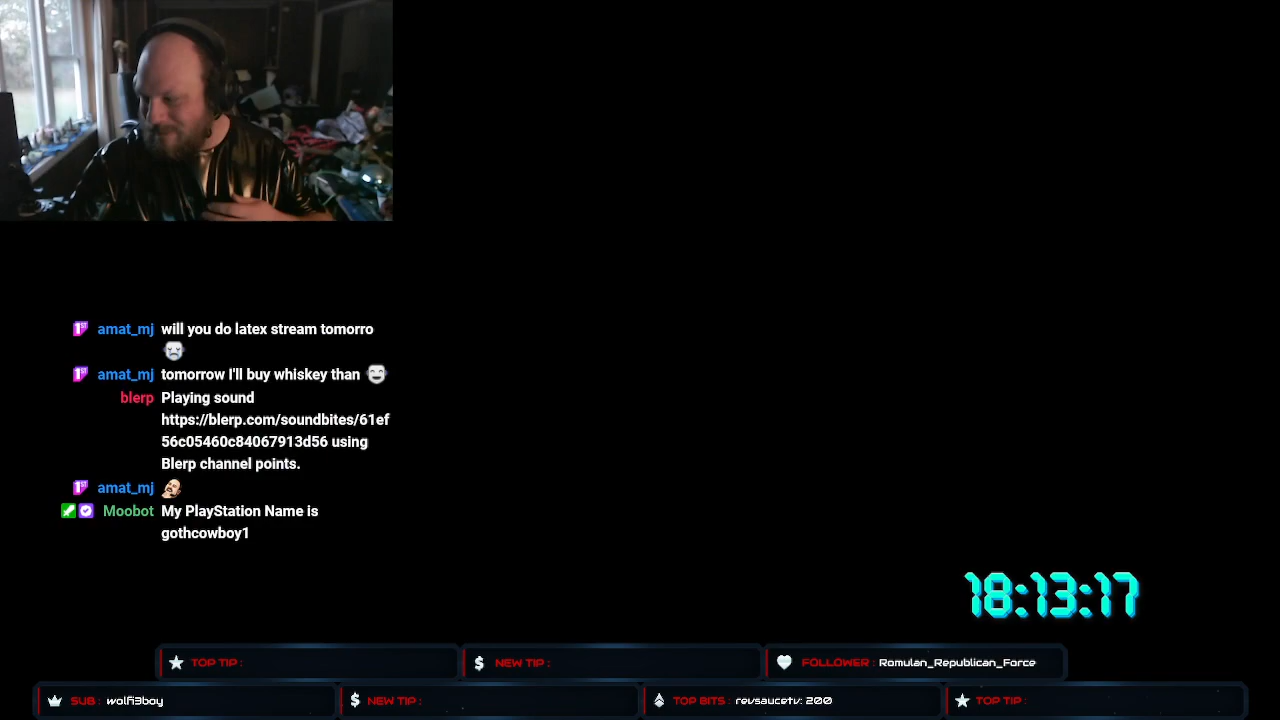 amat_mj will you do latex stream tomorro
amat_mj tomorrow I'll buy whiskey than
blerp Playing sound
https://blerp.com/soundbites/61ef
56c05460c84067913d56 using
Blerp channel points.
amat_mj
Moobot My PlayStation Name is
gothcowboy1
18:13:17
TOP TIP :
NEW TIP :
FOLLOWER : Romulan_Republican_Force
SUB : wolfi3boy
NEW TIP :
TOP BITS : revsaucetv: 200
TOP TIP :